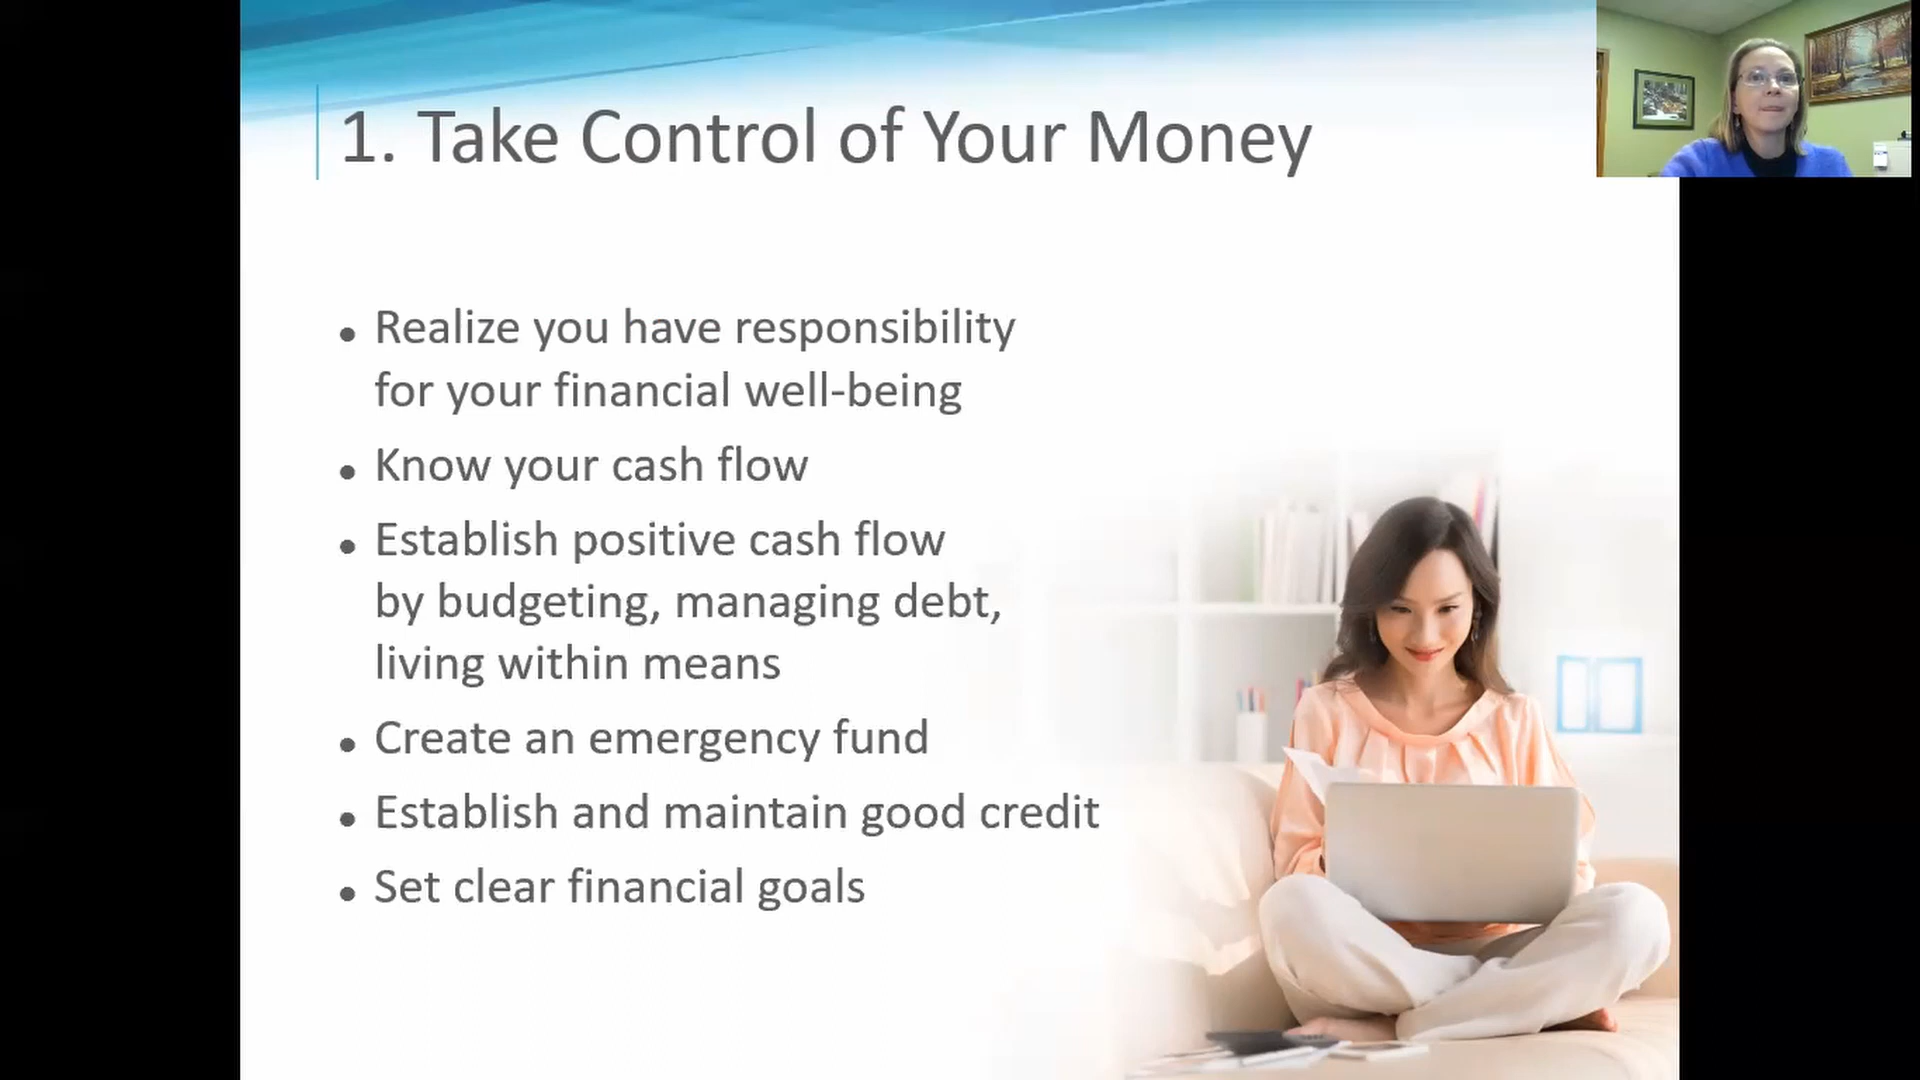 1. Take Control of Your Money
• Realize you have responsibility
for your financial well-being
• Know your cash flow
• Establish positive cash flow
by budgeting, managing debt,
living within means
• Create an emergency fund
• Establish and maintain good credit
• Set clear financial goals